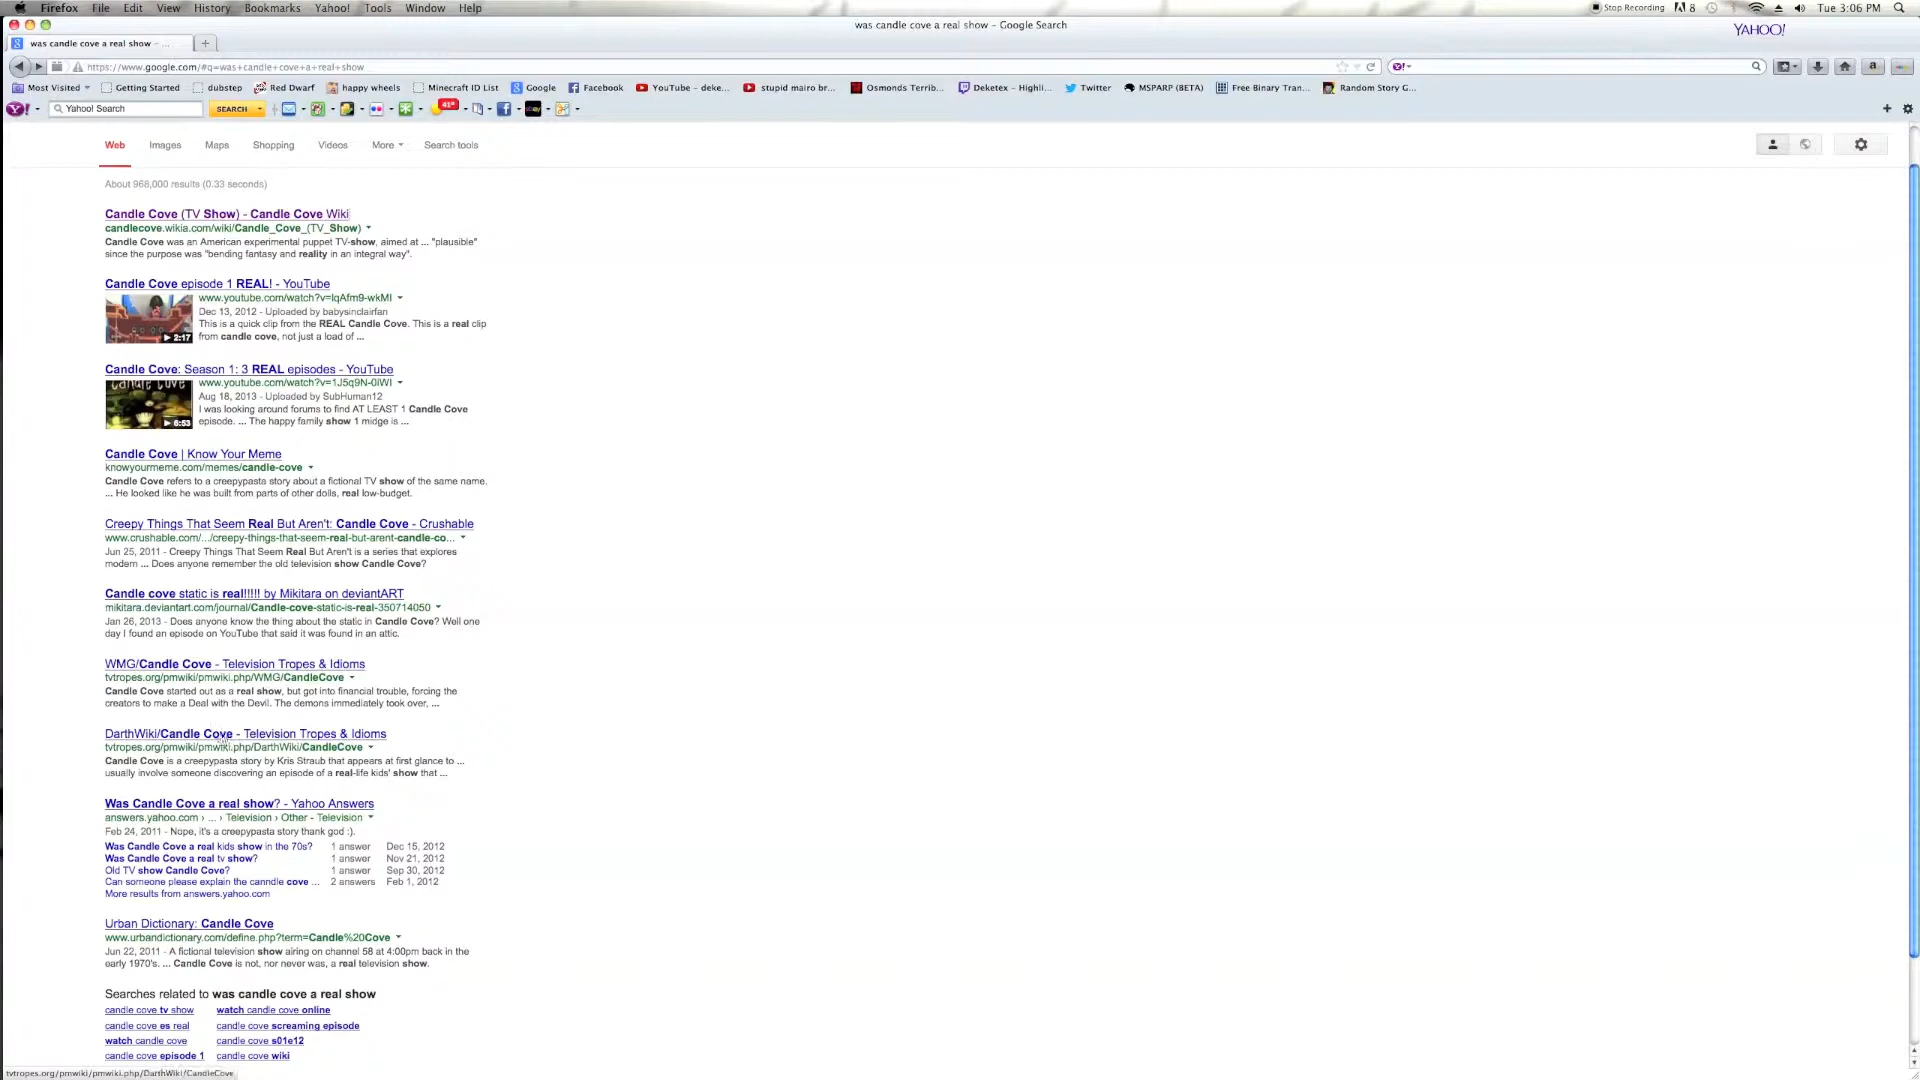 Firefox File Edit View History Bookmarks Yahoo! Tools Window Help Stop Recording 8 Tue 3:06 PM
was candle cove a real show - Google Search
YAHOO!
was candle cove a real show - ...
https://www.google.com/#q=was+candle+cove+a+real+show
Most Visited Getting Started dubstep Red Dwarf happy wheels Minecraft ID List Google Facebook YouTube - deke... stupid mairo br... Osmonds Terrib... Deketex - Highli... Twitter MSPARP (BETA) Free Binary Tran... Random Story G...
Yahoo! Search SEARCH 41°
Web Images Maps Shopping Videos More Search tools
About 968,000 results (0.33 seconds)
Candle Cove (TV Show) - Candle Cove Wiki
candlecove.wikia.com/wiki/Candle_Cove_(TV_Show)
Candle Cove was an American experimental puppet TV-show, aimed at ... "plausible"
since the purpose was "bending fantasy and reality in an integral way".
Candle Cove episode 1 REAL! - YouTube
www.youtube.com/watch?v=IqAfm9-wkMI
Dec 13, 2012 - Uploaded by babysinclairfan
This is a quick clip from the REAL Candle Cove. This is a real clip
from candle cove, not just a load of ...
2:17
Candle Cove: Season 1: 3 REAL episodes - YouTube
www.youtube.com/watch?v=1J5q9N-0IWI
Aug 18, 2013 - Uploaded by SubHuman12
I was looking around forums to find AT LEAST 1 Candle Cove
episode. ... The happy family show 1 midge is ...
candle cove
6:53
Candle Cove | Know Your Meme
knowyourmeme.com/memes/candle-cove
Candle Cove refers to a creepypasta story about a fictional TV show of the same name.
... He looked like he was built from parts of other dolls, real low-budget.
Creepy Things That Seem Real But Aren't: Candle Cove - Crushable
www.crushable.com/.../creepy-things-that-seem-real-but-arent-candle-co...
Jun 25, 2011 - Creepy Things That Seem Real But Aren't is a series that explores
modern ... Does anyone remember the old television show Candle Cove?
Candle cove static is real!!!!! by Mikitara on deviantART
mikitara.deviantart.com/journal/Candle-cove-static-is-real-350714050
Jan 26, 2013 - Does anyone know the thing about the static in Candle Cove? Well one
day I found an episode on YouTube that said it was found in an attic.
WMG/Candle Cove - Television Tropes & Idioms
tvtropes.org/pmwiki/pmwiki.php/WMG/CandleCove
Candle Cove started out as a real show, but got into financial trouble, forcing the
creators to make a Deal with the Devil. The demons immediately took over, ...
DarthWiki/Candle Cove - Television Tropes & Idioms
tvtropes.org/pmwiki/pmwiki.php/DarthWiki/CandleCove
Candle Cove is a creepypasta story by Kris Straub that appears at first glance to ...
usually involve someone discovering an episode of a real-life kids' show that ...
Was Candle Cove a real show? - Yahoo Answers
answers.yahoo.com › ... › Television › Other - Television
Feb 24, 2011 - Nope, it's a creepypasta story thank god :).
Was Candle Cove a real kids show in the 70s? 1 answer Dec 15, 2012
Was Candle Cove a real tv show? 1 answer Nov 21, 2012
Old TV show Candle Cove? 1 answer Sep 30, 2012
Can someone please explain the canndle cove ... 2 answers Feb 1, 2012
More results from answers.yahoo.com
Urban Dictionary: Candle Cove
www.urbandictionary.com/define.php?term=Candle%20Cove
Jun 22, 2011 - A fictional television show airing on channel 58 at 4:00pm back in the
early 1970's. ... Candle Cove is not, nor never was, a real television show.
Searches related to was candle cove a real show
candle cove tv show watch candle cove online
candle cove es real candle cove screaming episode
watch candle cove candle cove s01e12
candle cove episode 1 candle cove wiki
tvtropes.org/pmwiki/pmwiki.php/DarthWiki/CandleCove